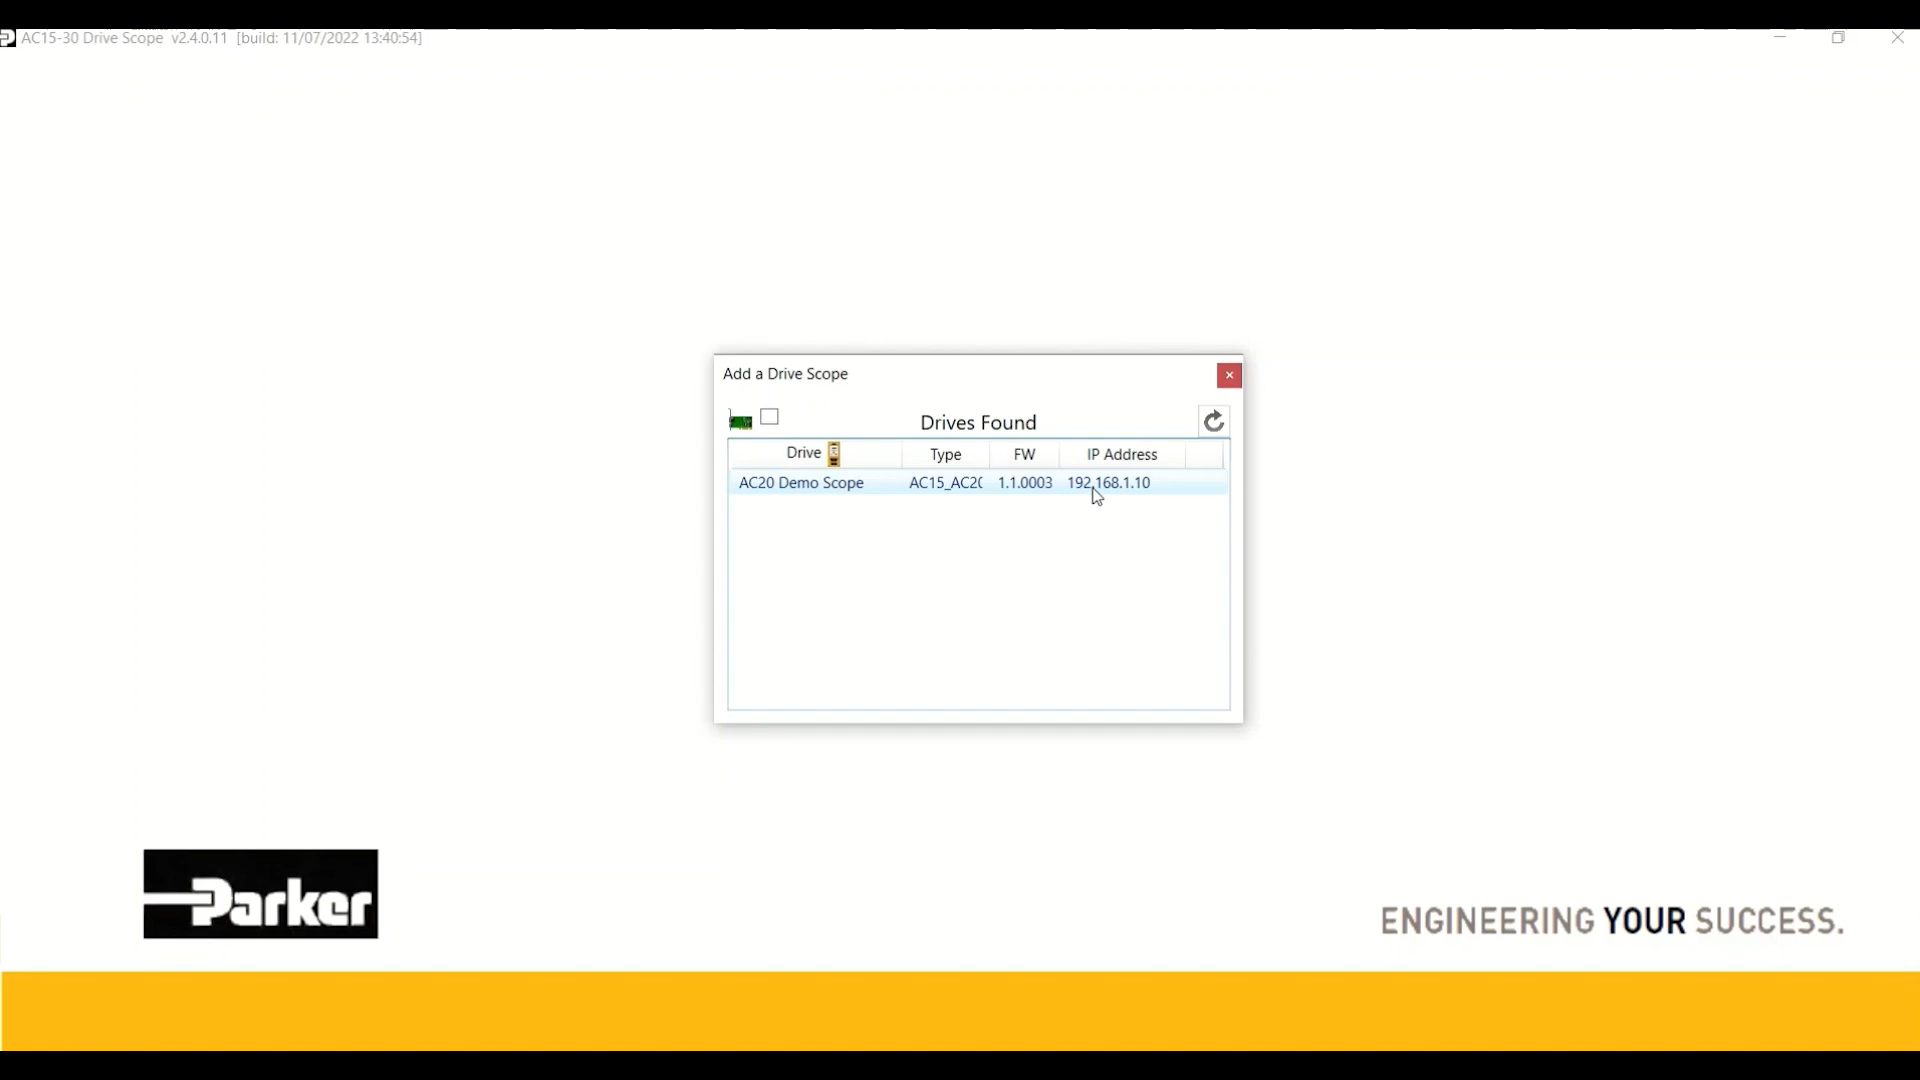 AC15-30 Drive Scope v2.4.0.11 [build: 11/07/2022 13:40:54]
Add a Drive Scope
Drives Found
Drive Type FW IP Address
AC20 Demo Scope AC15_AC20 1.1.0003 192.168.1.10
Parker
ENGINEERING YOUR SUCCESS.